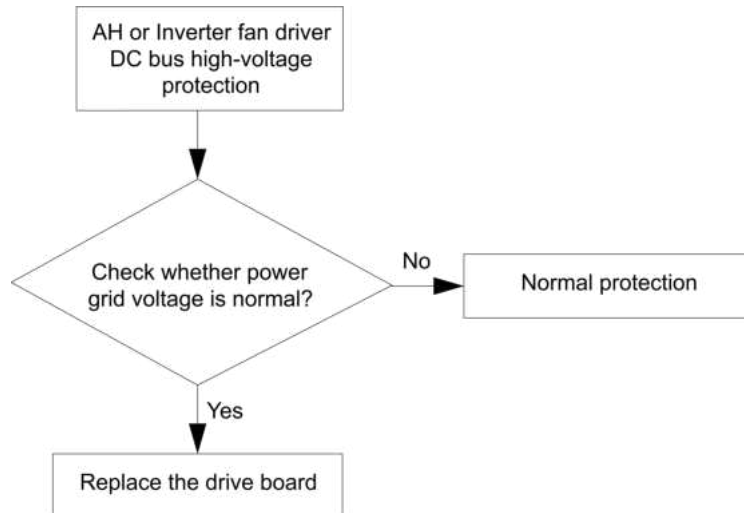 AH or Inverter fan driver
DC bus high-voltage
protection
Check whether power
grid voltage is normal?
No
Normal protection
Yes
Replace the drive board